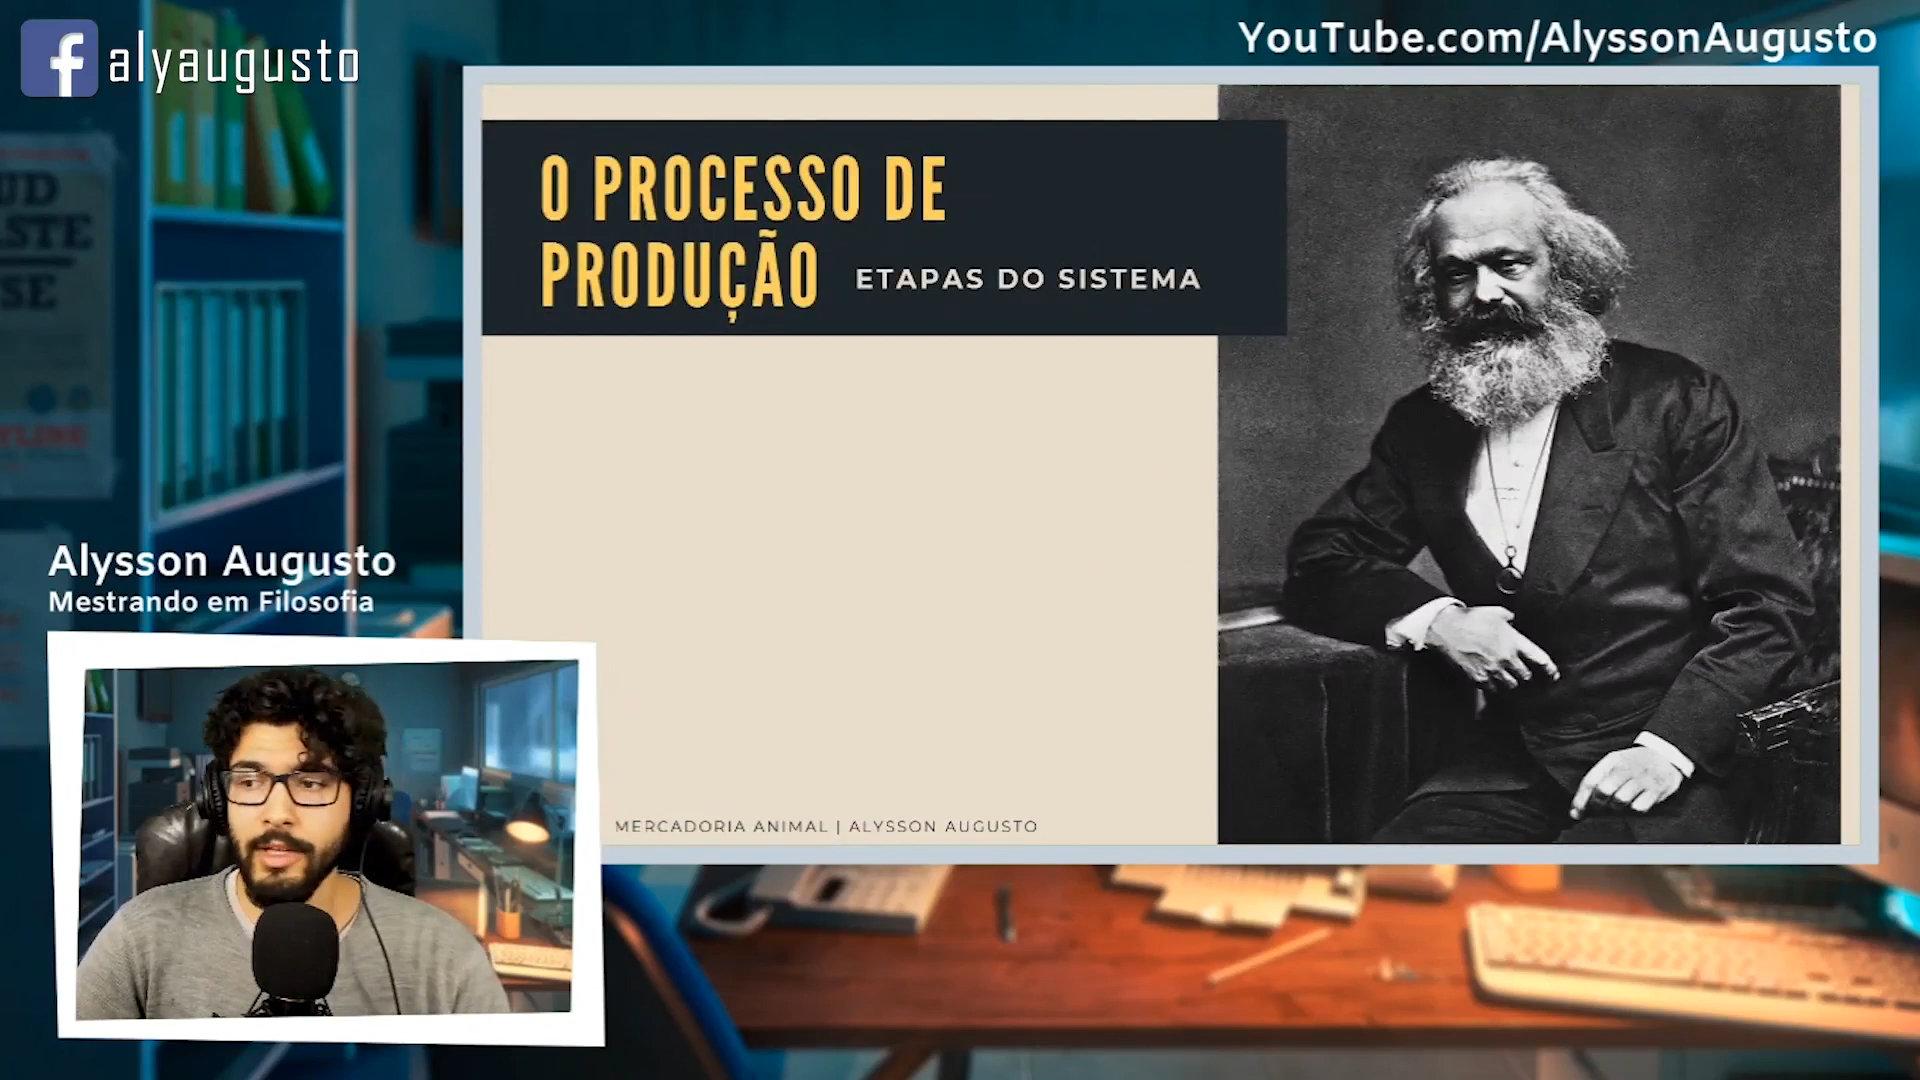 alyaugusto
YouTube.com/AlyssonAugusto
O PROCESSO DE
PRODUÇÃO ETAPAS DO SISTEMA
Alysson Augusto
Mestrando em Filosofia
MERCADORIA ANIMAL | ALYSSON AUGUSTO